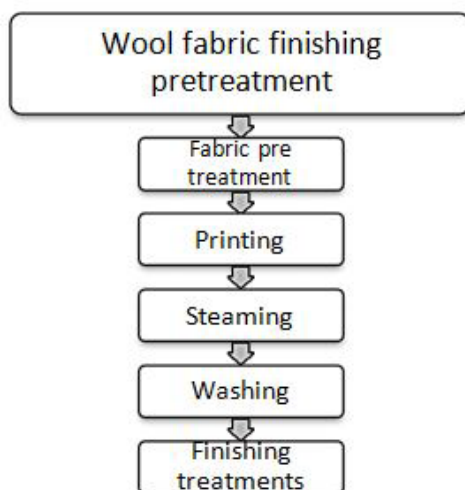 Wool fabric finishing
pretreatment
Fabric pre
treatment
Printing
Steaming
Washing
Finishing
treatments